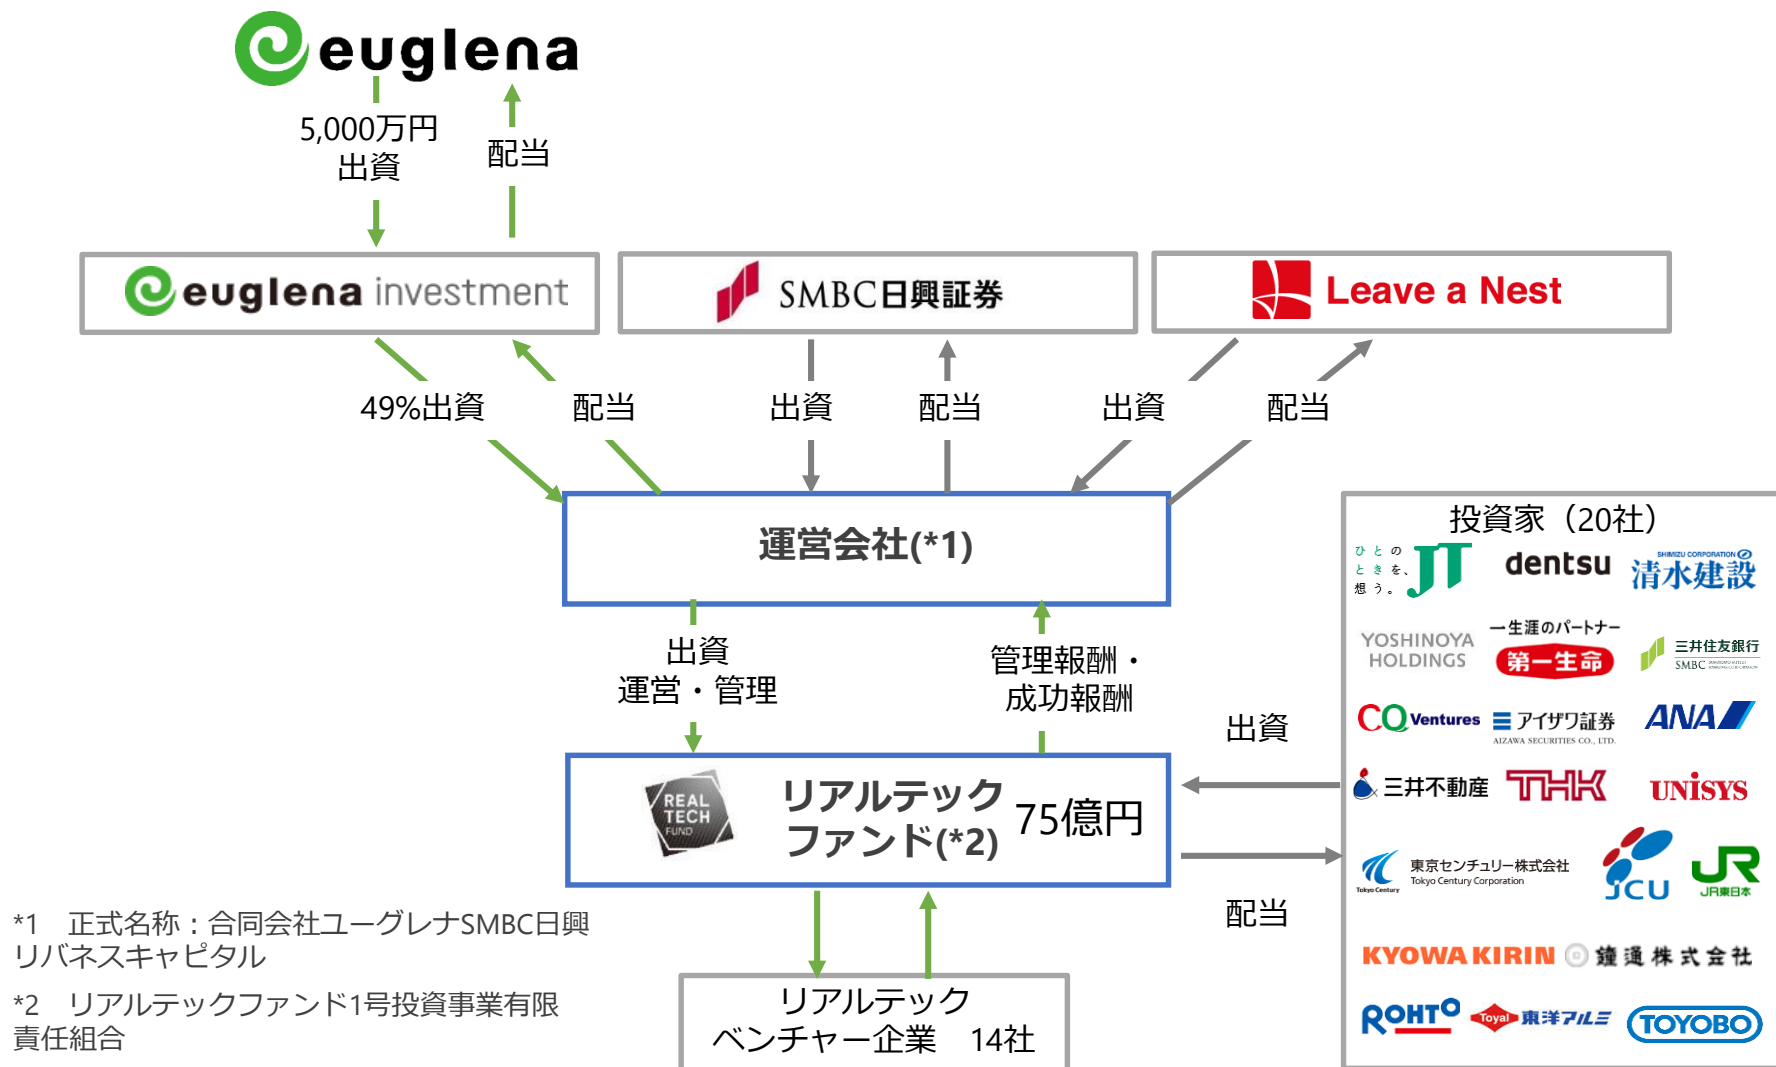 euglena
5,000万円
出資
配当
euglena investment
SMBC日興証券
Leave a Nest
49%出資
配当
出資
配当
出資
配当
運営会社(*1)
出資
運営・管理
管理報酬・
成功報酬
REAL
TECH
FUND
リアルテック
ファンド(*2)
75億円
出資
配当
リアルテック
ベンチャー企業　14社
投資家（20社）
ひとの
ときを、
想う。
JT
dentsu
SHIMIZU CORPORATION
清水建設
YOSHINOYA
HOLDINGS
一生涯のパートナー
第一生命
三井住友銀行
SMBC
CQ Ventures
アイザワ証券
AIZAWA SECURITIES CO., LTD.
ANA
三井不動産
THK
UNiSYS
Tokyo Century
東京センチュリー株式会社
Tokyo Century Corporation
JCU
JR
JR東日本
KYOWA KIRIN
鐘通株式会社
ROHTO
Toyal 東洋アルミ
TOYOBO
*1　正式名称：合同会社ユーグレナSMBC日興
リバネスキャピタル
*2　リアルテックファンド1号投資事業有限
責任組合